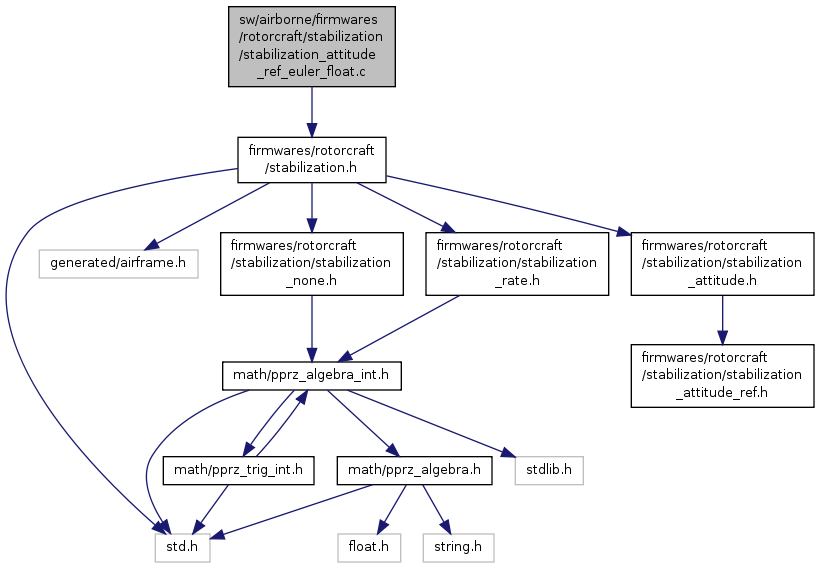 sw/airborne/firmwares
/rotorcraft/stabilization
/stabilization_attitude
_ref_euler_float.c
firmwares/rotorcraft
/stabilization.h
generated/airframe.h
firmwares/rotorcraft
/stabilization/stabilization
_none.h
firmwares/rotorcraft
/stabilization/stabilization
_rate.h
firmwares/rotorcraft
/stabilization/stabilization
_attitude.h
math/pprz_algebra_int.h
firmwares/rotorcraft
/stabilization/stabilization
_attitude_ref.h
math/pprz_trig_int.h
math/pprz_algebra.h
stdlib.h
std.h
float.h
string.h